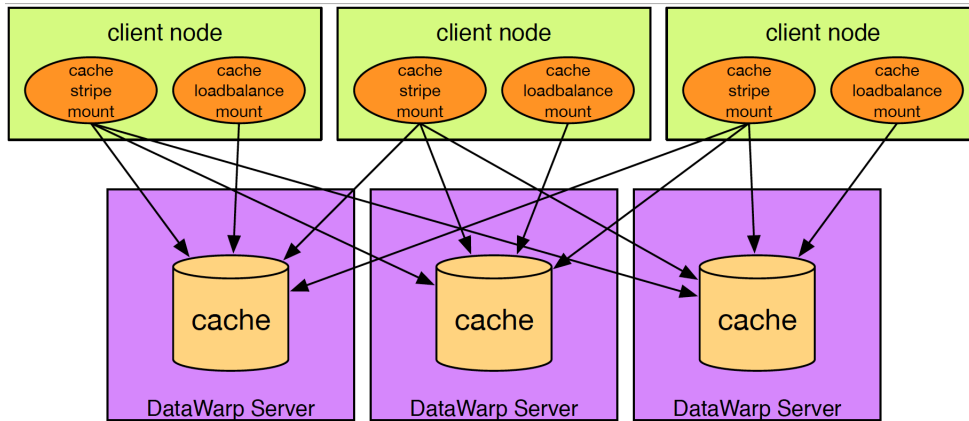 client node
cache
stripe
mount
cache
loadbalance
mount
client node
cache
stripe
mount
cache
loadbalance
mount
client node
cache
stripe
mount
cache
loadbalance
mount
cache
DataWarp Server
cache
DataWarp Server
cache
DataWarp Server